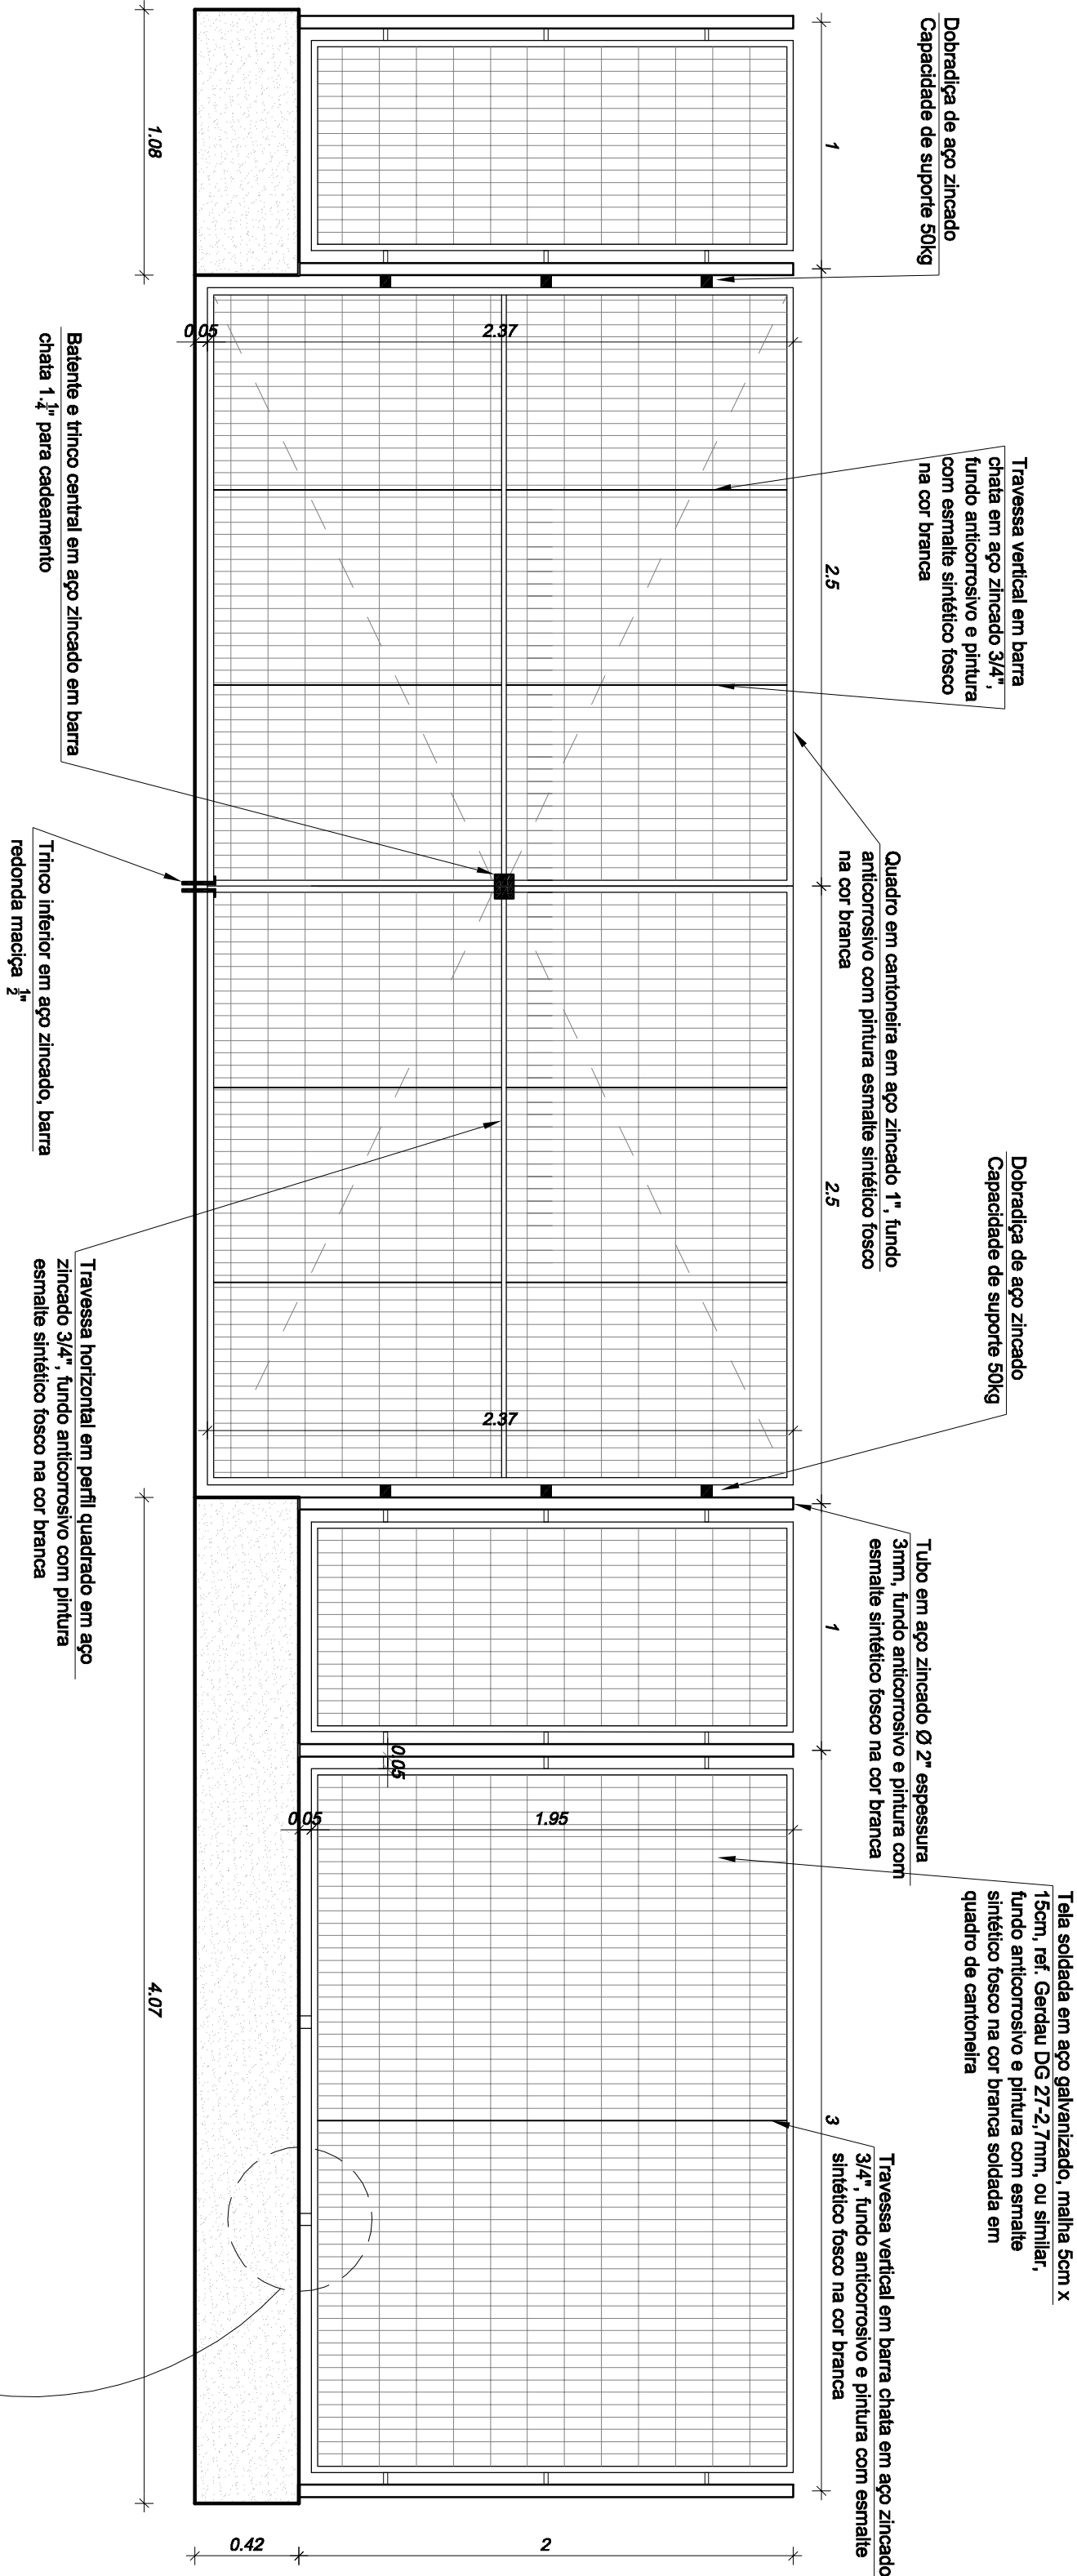 Dobradiça de aço zincado
Capacidade de suporte 50kg
Travessa vertical em barra
chata em aço zincado 3/4",
fundo anticorrosivo e pintura
com esmalte sintético fosco
na cor branca
Quadro em cantoneira em aço zincado 1", fundo
anticorrosivo com pintura esmalte sintético fosco
na cor branca
Dobradiça de aço zincado
Capacidade de suporte 50kg
Tubo em aço zincado Ø 2" espessura
3mm, fundo anticorrosivo e pintura com
esmalte sintético fosco na cor branca
Tela soldada em aço galvanizado, malha 5cm x
15cm, ref. Gerdau DG 27-2,7mm, ou similar,
fundo anticorrosivo e pintura com esmalte
sintético fosco na cor branca soldada em
quadro de cantoneira
Travessa vertical em barra chata em aço zincado
3/4", fundo anticorrosivo e pintura com esmalte
sintético fosco na cor branca
1
2.5
2.5
1
3
2.37
0.05
2.37
0.05
1.95
0.05
2
0.42
1.08
4.07
Batente e trinco central em aço zincado em barra
chata 1.1/4" para cadeamento
Trinco inferior em aço zincado, barra
redonda maciça 1/2"
Travessa horizontal em perfil quadrado em aço
zincado 3/4", fundo anticorrosivo com pintura
esmalte sintético fosco na cor branca